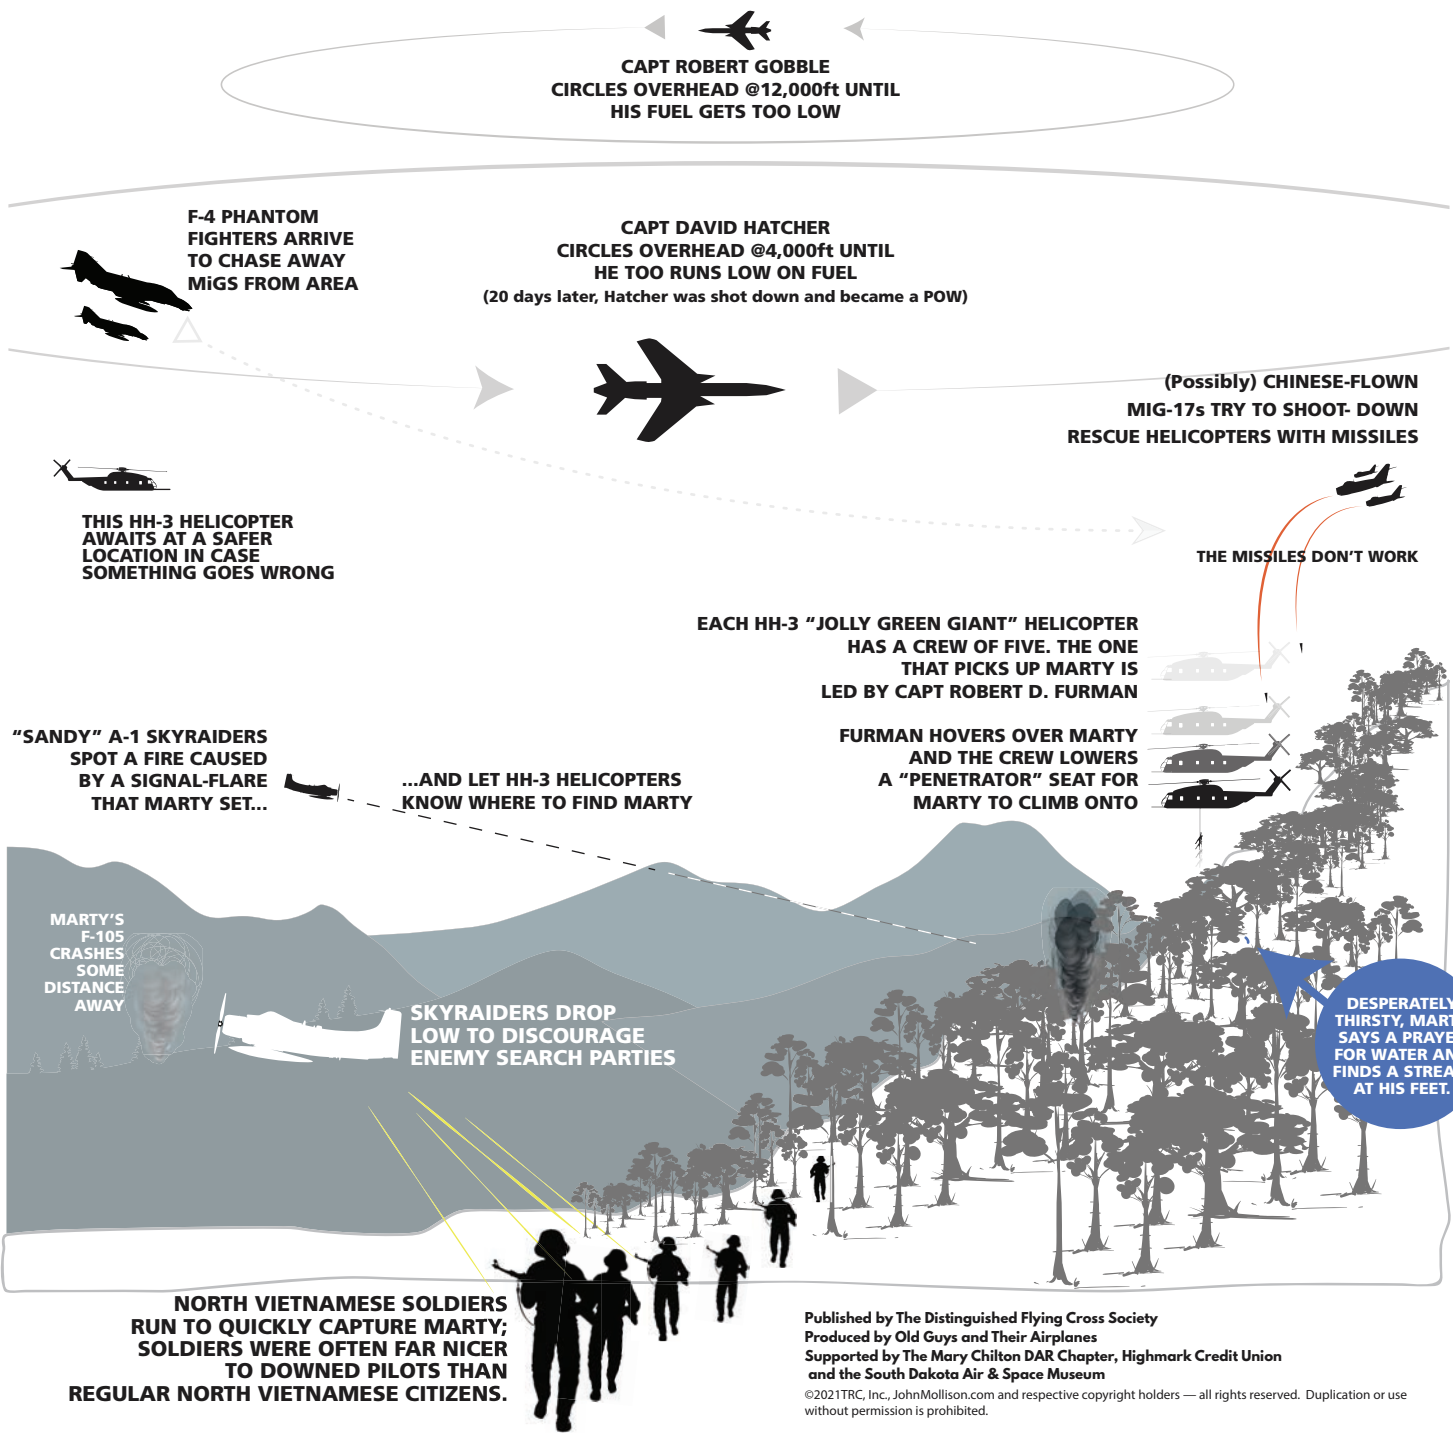 CAPT ROBERT GOBBLE
CIRCLES OVERHEAD @12,000ft UNTIL
HIS FUEL GETS TOO LOW
F-4 PHANTOM
FIGHTERS ARRIVE
TO CHASE AWAY
MiGS FROM AREA
CAPT DAVID HATCHER
CIRCLES OVERHEAD @4,000ft UNTIL
HE TOO RUNS LOW ON FUEL
(20 days later, Hatcher was shot down and became a POW)
(Possibly) CHINESE-FLOWN
MIG-17s TRY TO SHOOT- DOWN
RESCUE HELICOPTERS WITH MISSILES
THIS HH-3 HELICOPTER
AWAITS AT A SAFER
LOCATION IN CASE
SOMETHING GOES WRONG
THE MISSILES DON'T WORK
EACH HH-3 “JOLLY GREEN GIANT” HELICOPTER
HAS A CREW OF FIVE. THE ONE
THAT PICKS UP MARTY IS
LED BY CAPT ROBERT D. FURMAN
FURMAN HOVERS OVER MARTY
AND THE CREW LOWERS
A “PENETRATOR” SEAT FOR
MARTY TO CLIMB ONTO
“SANDY” A-1 SKYRAIDERS
SPOT A FIRE CAUSED
BY A SIGNAL-FLARE
THAT MARTY SET...
...AND LET HH-3 HELICOPTERS
KNOW WHERE TO FIND MARTY
MARTY'S
F-105
CRASHES
SOME
DISTANCE
AWAY
SKYRAIDERS DROP
LOW TO DISCOURAGE
ENEMY SEARCH PARTIES
DESPERATELY
THIRSTY, MART
SAYS A PRAYE
FOR WATER AN
FINDS A STREA
AT HIS FEET.
NORTH VIETNAMESE SOLDIERS
RUN TO QUICKLY CAPTURE MARTY;
SOLDIERS WERE OFTEN FAR NICER
TO DOWNED PILOTS THAN
REGULAR NORTH VIETNAMESE CITIZENS.
Published by The Distinguished Flying Cross Society
Produced by Old Guys and Their Airplanes
Supported by The Mary Chilton DAR Chapter, Highmark Credit Union
and the South Dakota Air & Space Museum
©2021TRC, Inc., JohnMollison.com and respective copyright holders — all rights reserved. Duplication or use
without permission is prohibited.